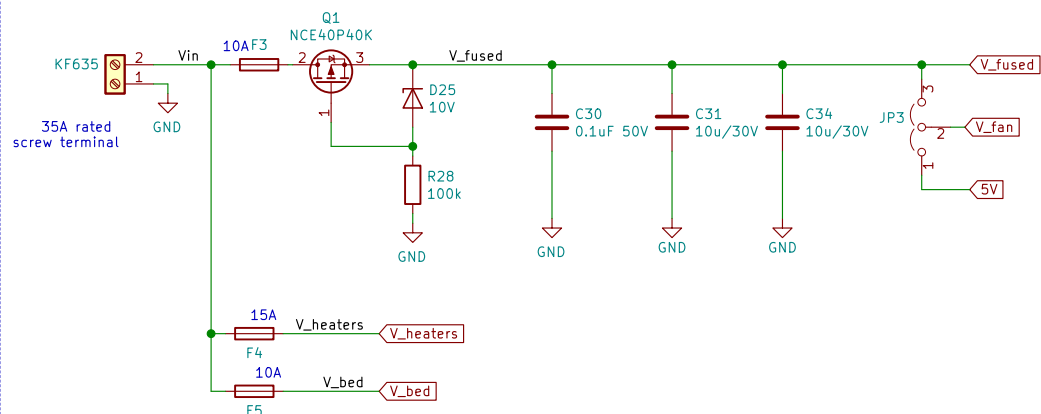 Q1
NCE40P40K
KF635
2
1
Vin
10A
F3
2
3
1
V_fused
V_fused
GND
35A rated
screw terminal
D25
10V
R28
100k
GND
C30
0.1uF 50V
GND
C31
10u/30V
GND
C34
10u/30V
GND
JP3
3
2
1
V_fan
5V
15A
F4
V_heaters
V_heaters
10A
F5
V_bed
V_bed